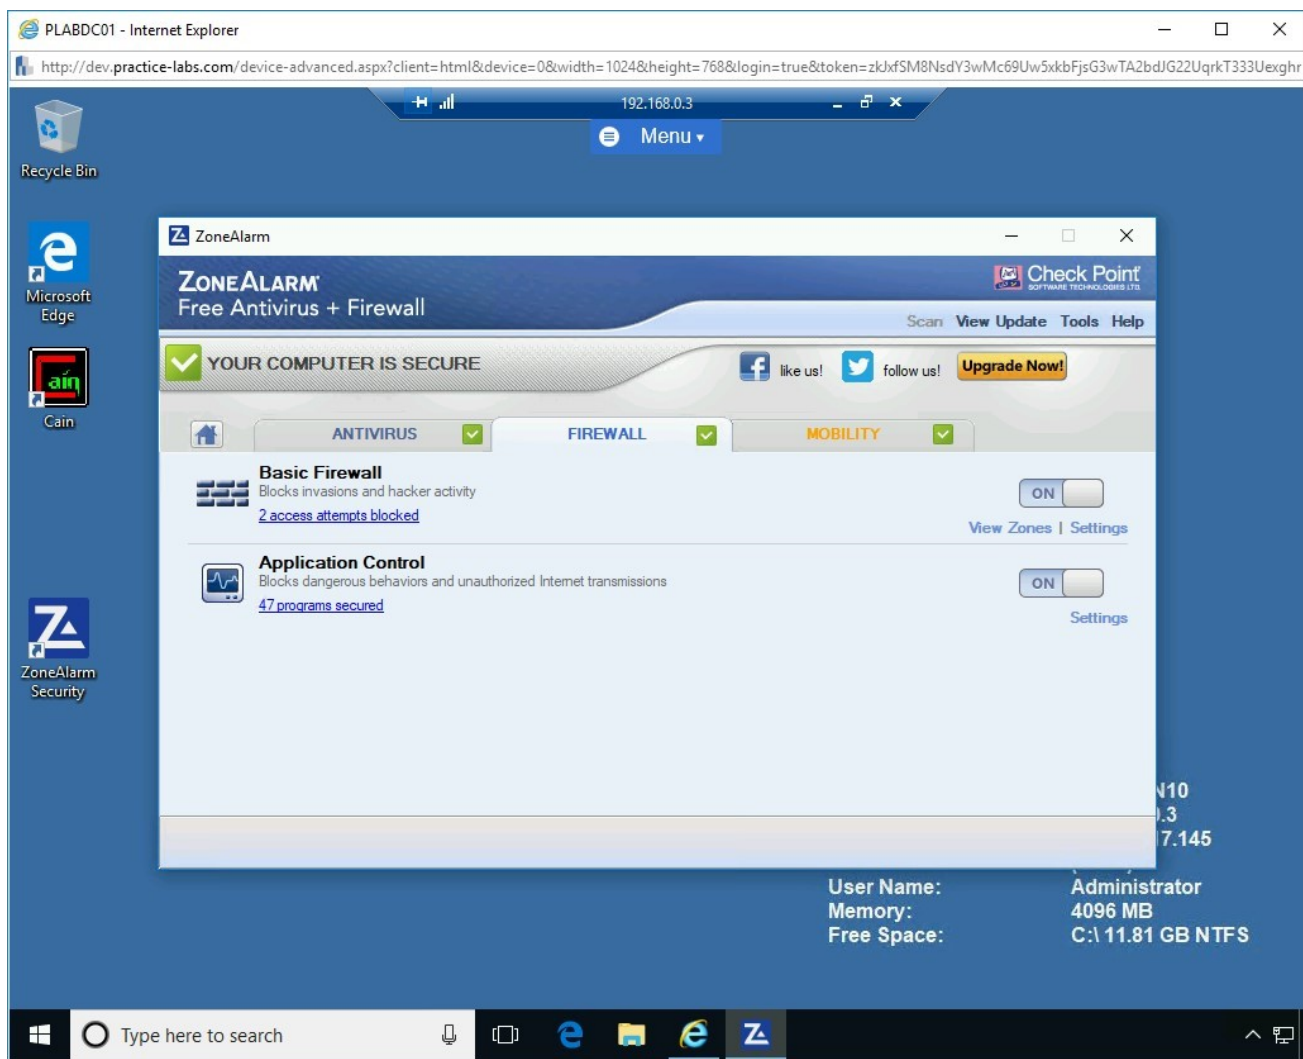 PLABDC01 - Internet Explorer
http://dev.practice-labs.com/device-advanced.aspx?client=html&device=0&width=1024&height=768&login=true&token=zkJxfSM8NsdY3wMc69Uw5xkbFjsG3wTA2bdJG22UqrkT333Uexghr
192.168.0.3
Menu
Recycle Bin
Microsoft
Edge
Cain
ZoneAlarm
Security
ZoneAlarm
ZONEALARM
Free Antivirus + Firewall
Check Point
SOFTWARE TECHNOLOGIES LTD.
Scan View Update Tools Help
YOUR COMPUTER IS SECURE
like us! follow us! Upgrade Now!
ANTIVIRUS FIREWALL MOBILITY
Basic Firewall
Blocks invasions and hacker activity
2 access attempts blocked
ON
View Zones | Settings
Application Control
Blocks dangerous behaviors and unauthorized Internet transmissions
47 programs secured
ON
Settings
N10
0.3
17.145
User Name: Administrator
Memory: 4096 MB
Free Space: C:\ 11.81 GB NTFS
Type here to search